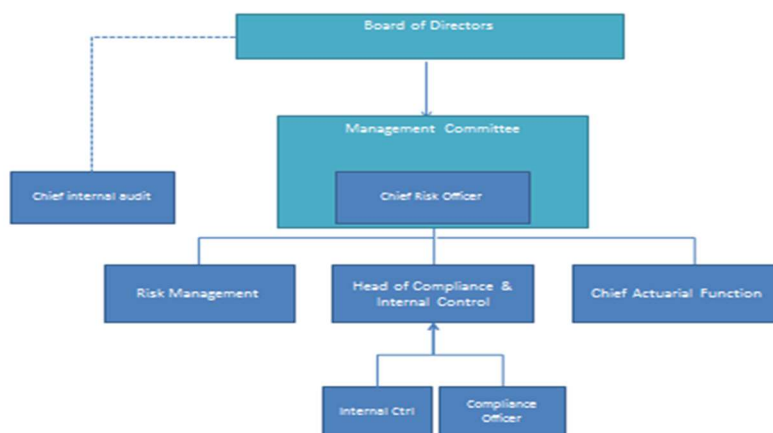 Board of Directors
Management Committee
Chief internal audit
Chief Risk Officer
Risk Management
Head of Compliance &
Internal Control
Chief Actuarial Function
Internal Ctrl
Compliance
Officer